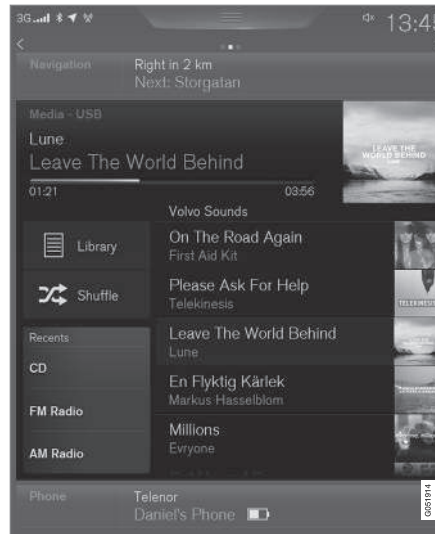 3G
13:45
Navigation
Right in 2 km
Next: Storgatan
Media - USB
Lune
Leave The World Behind
01:21
03:56
LEAVE THE
WORLD BEHIND
Volvo Sounds
Library
Shuffle
On The Road Again
First Aid Kit
Please Ask For Help
Telekinesis
TELEKINESIS
Leave The World Behind
Lune
En Flyktig Kärlek
Markus Hasselblom
Millions
Evryone
Recents
CD
FM Radio
AM Radio
Phone
Telenor
Daniel's Phone
G051914